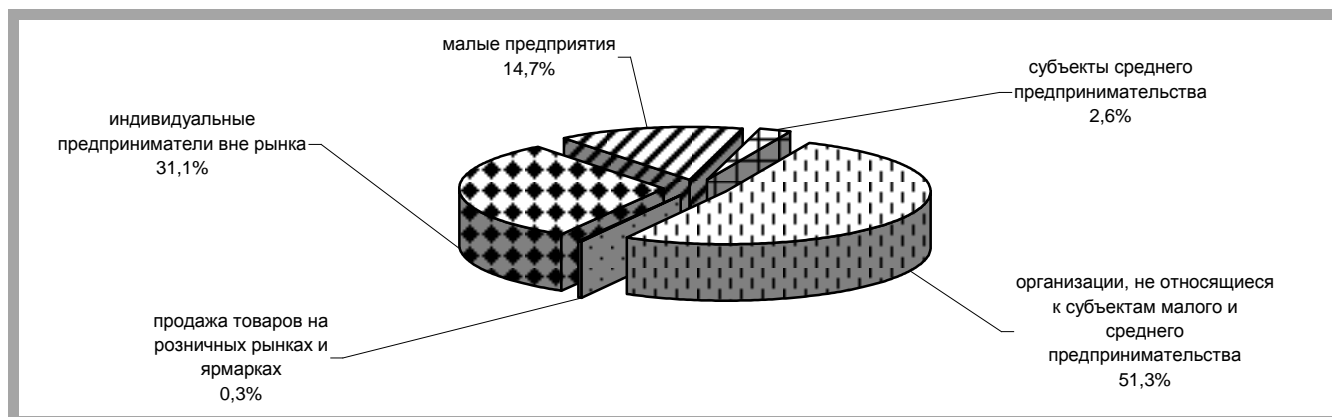 малые предприятия
14,7%
субъекты среднего
предпринимательства
2,6%
индивидуальные
предприниматели вне рынка
31,1%
организации, не относящиеся
к субъектам малого и
среднего
предпринимательства
51,3%
продажа товаров на
розничных рынках и
ярмарках
0,3%